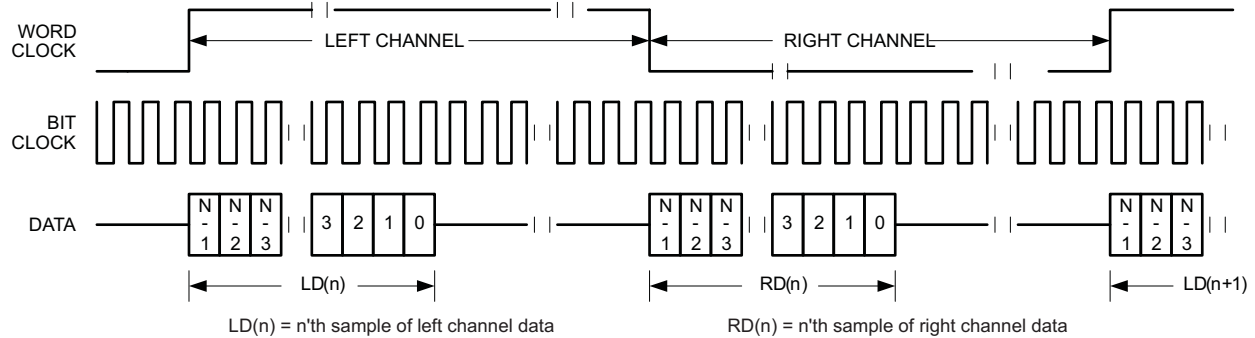 WORD
CLOCK
LEFT CHANNEL
RIGHT CHANNEL
BIT
CLOCK
DATA
N
-
1
N
-
2
N
-
3
3
2
1
0
N
-
1
N
-
2
N
-
3
3
2
1
0
N
-
1
N
-
2
N
-
3
LD(n)
RD(n)
LD(n+1)
LD(n) = n'th sample of left channel data
RD(n) = n'th sample of right channel data